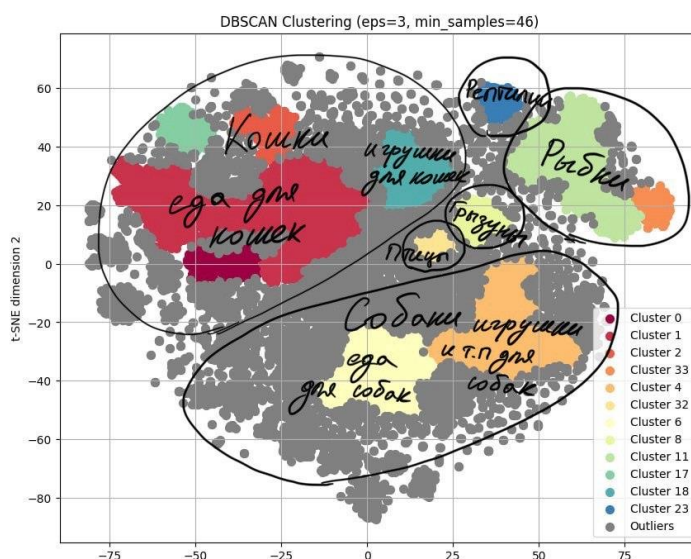 DBSCAN Clustering (eps=3, min_samples=46)
t-SNE dimension 2
60
40
20
0
−20
−40
−60
−80
−75
−50
−25
0
25
50
75
Рептилии
Кошки
игрушки
для кошек
Рыбки
еда для
кошек
Грызуны
Птицы
Собаки
игрушки
и т.п для
собак
еда
для собак
Cluster 0
Cluster 1
Cluster 2
Cluster 33
Cluster 4
Cluster 32
Cluster 6
Cluster 8
Cluster 11
Cluster 17
Cluster 18
Cluster 23
Outliers